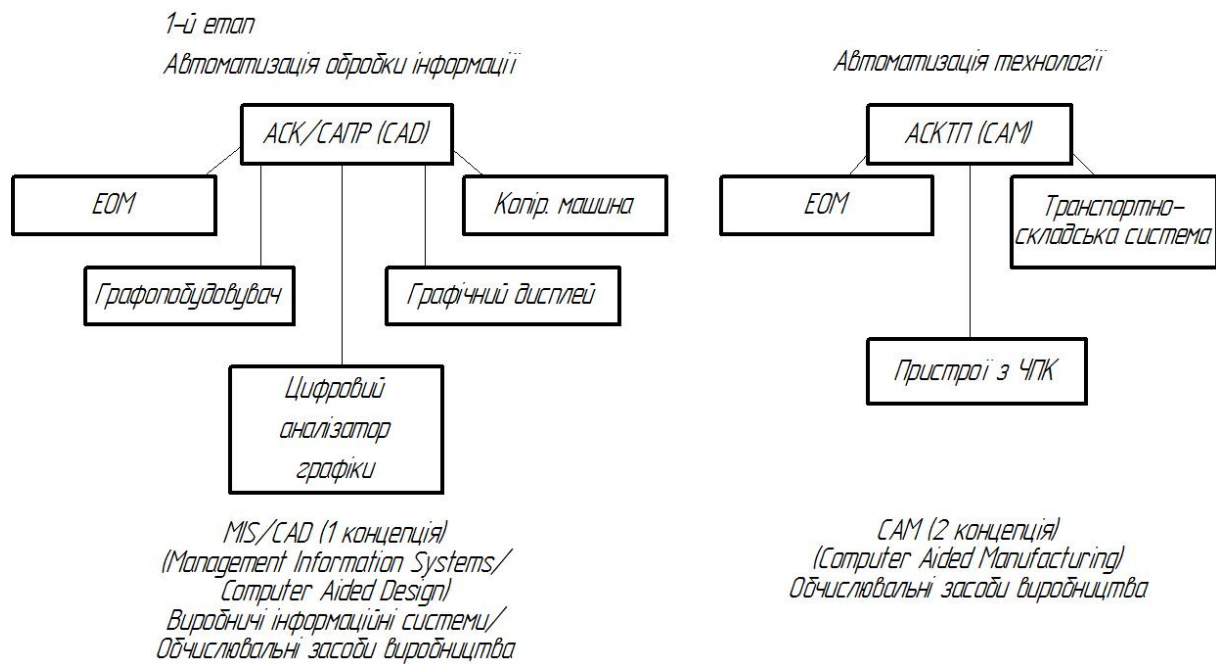 1-й етап
Автоматизація обробки інформації
АСК/САПР (CAD)
ЕОМ
Копір. машина
Графопобудовувач
Графічний дисплей
Цифровий
аналізатор
графіки
MIS/CAD (1 концепція)
(Management Information Systems/
Computer Aided Design)
Виробничі інформаційні системи/
Обчислювальні засоби виробництва
Автоматизація технології
АСКТП (САМ)
ЕОМ
Транспортно-
складська система
Пристрої з ЧПК
САМ (2 концепція)
(Computer Aided Manufacturing)
Обчислювальні засоби виробництва